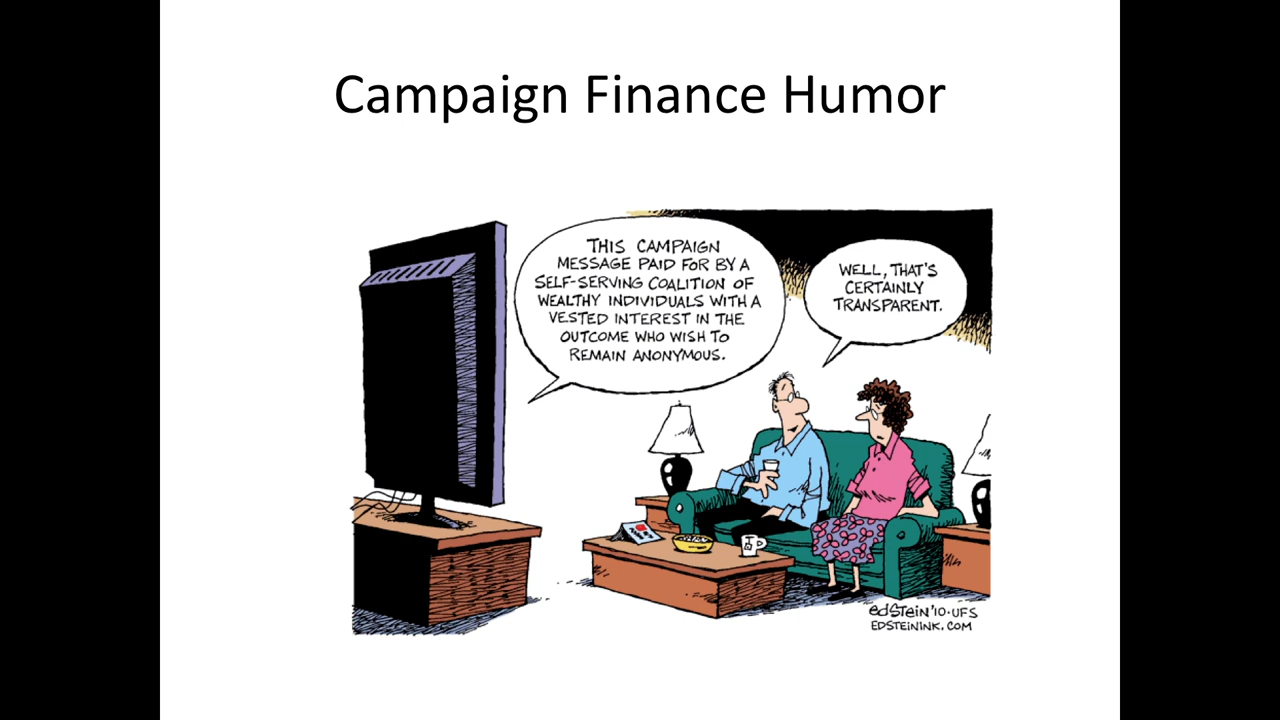 Campaign Finance Humor
THIS CAMPAIGN
MESSAGE PAID FOR BY A
SELF-SERVING COALITION OF
WEALTHY INDIVIDUALS WITH A
VESTED INTEREST IN THE
OUTCOME WHO WISH TO
REMAIN ANONYMOUS.
WELL, THAT'S
CERTAINLY
TRANSPARENT.
edStein'10·UFS
EDSTEININK.COM